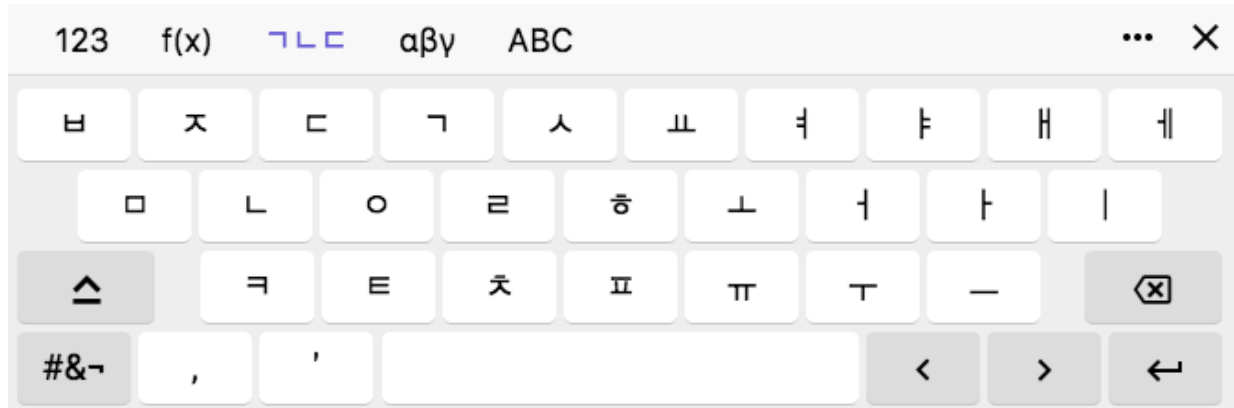 123 f(x) ㄱㄴㄷ αβγ ABC
ㅂ ㅈ ㄷ ㄱ ㅅ ㅛ ㅕ ㅑ ㅐ ㅔ
ㅁ ㄴ ㅇ ㄹ ㅎ ㅗ ㅓ ㅏ ㅣ
ㅋ ㅌ ㅊ ㅍ ㅠ ㅜ ㅡ
#&¬ , ' < >